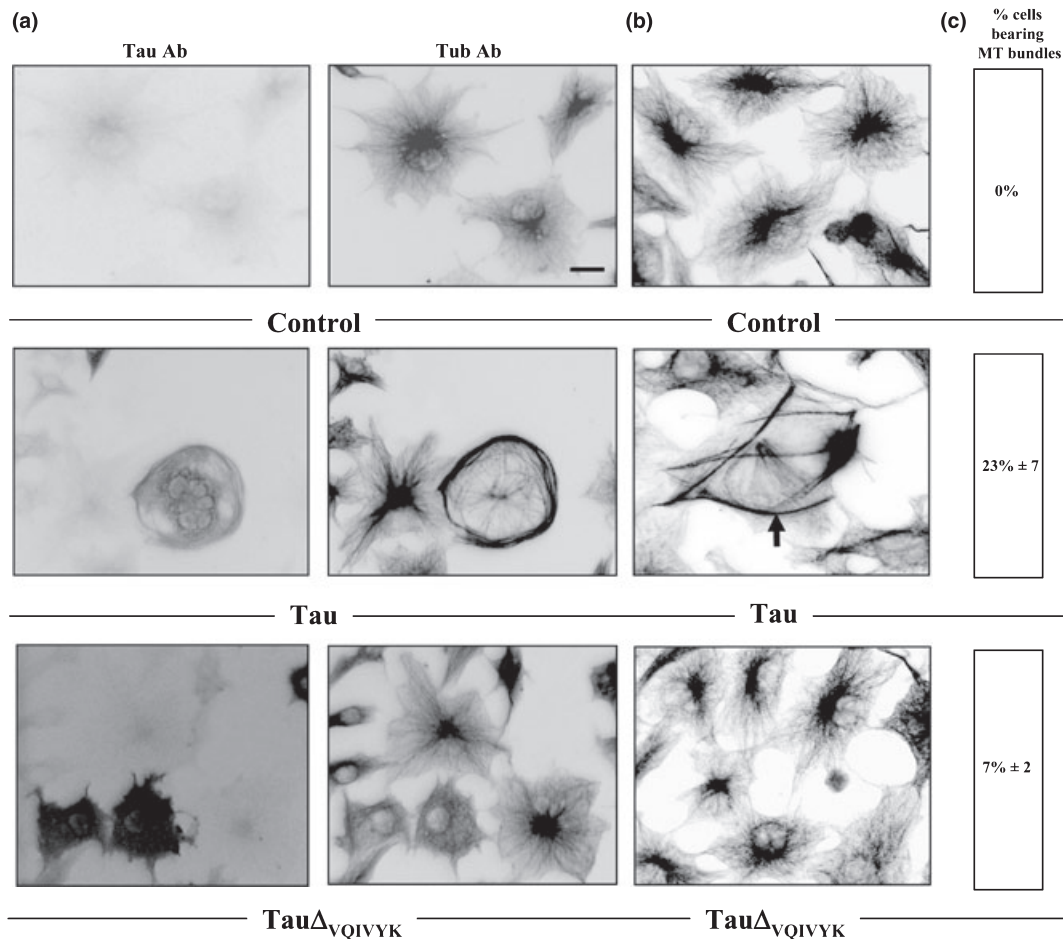 (a)
(b)
(c)
% cells
bearing
MT bundles
Tau Ab
Tub Ab
0%
Control
Control
23% ± 7
Tau
Tau
7% ± 2
TauΔVQIVYK
TauΔVQIVYK